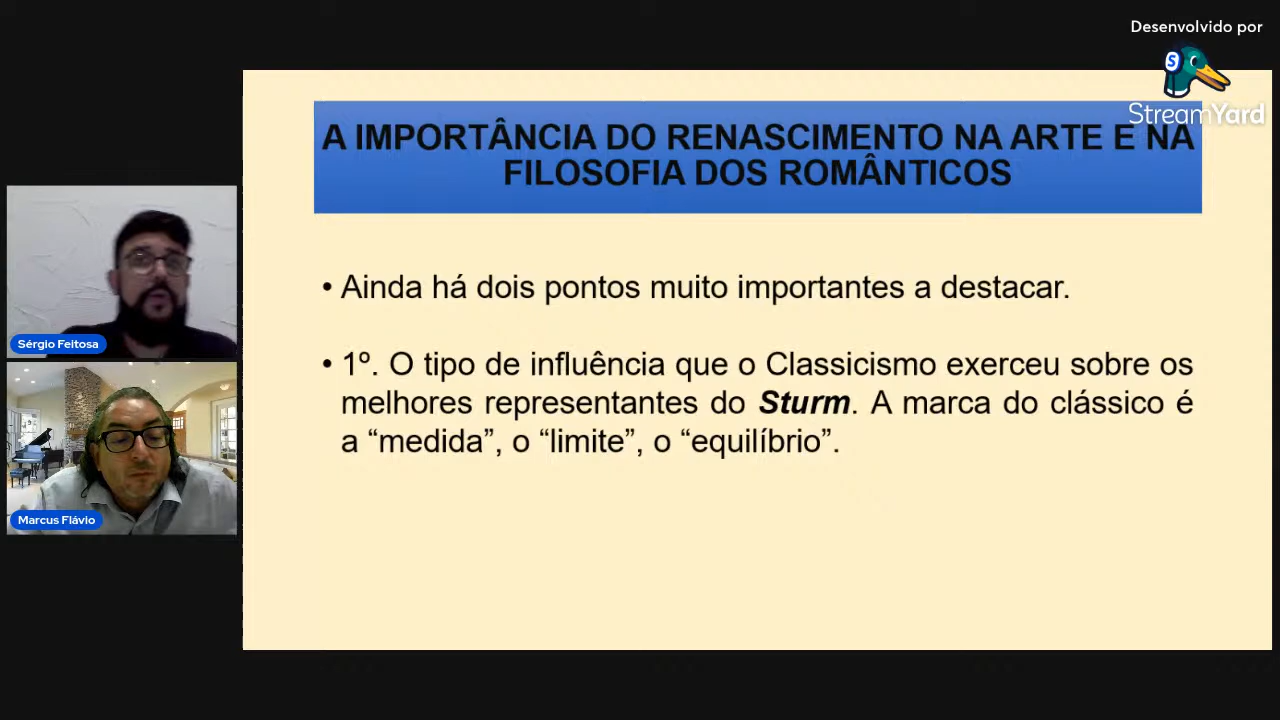 Desenvolvido por
StreamYard
A IMPORTÂNCIA DO RENASCIMENTO NA ARTE E NA
FILOSOFIA DOS ROMÂNTICOS
• Ainda há dois pontos muito importantes a destacar.
• 1º. O tipo de influência que o Classicismo exerceu sobre os
melhores representantes do Sturm. A marca do clássico é
a “medida”, o “limite”, o “equilíbrio”.
Sérgio Feitosa
Marcus Flávio